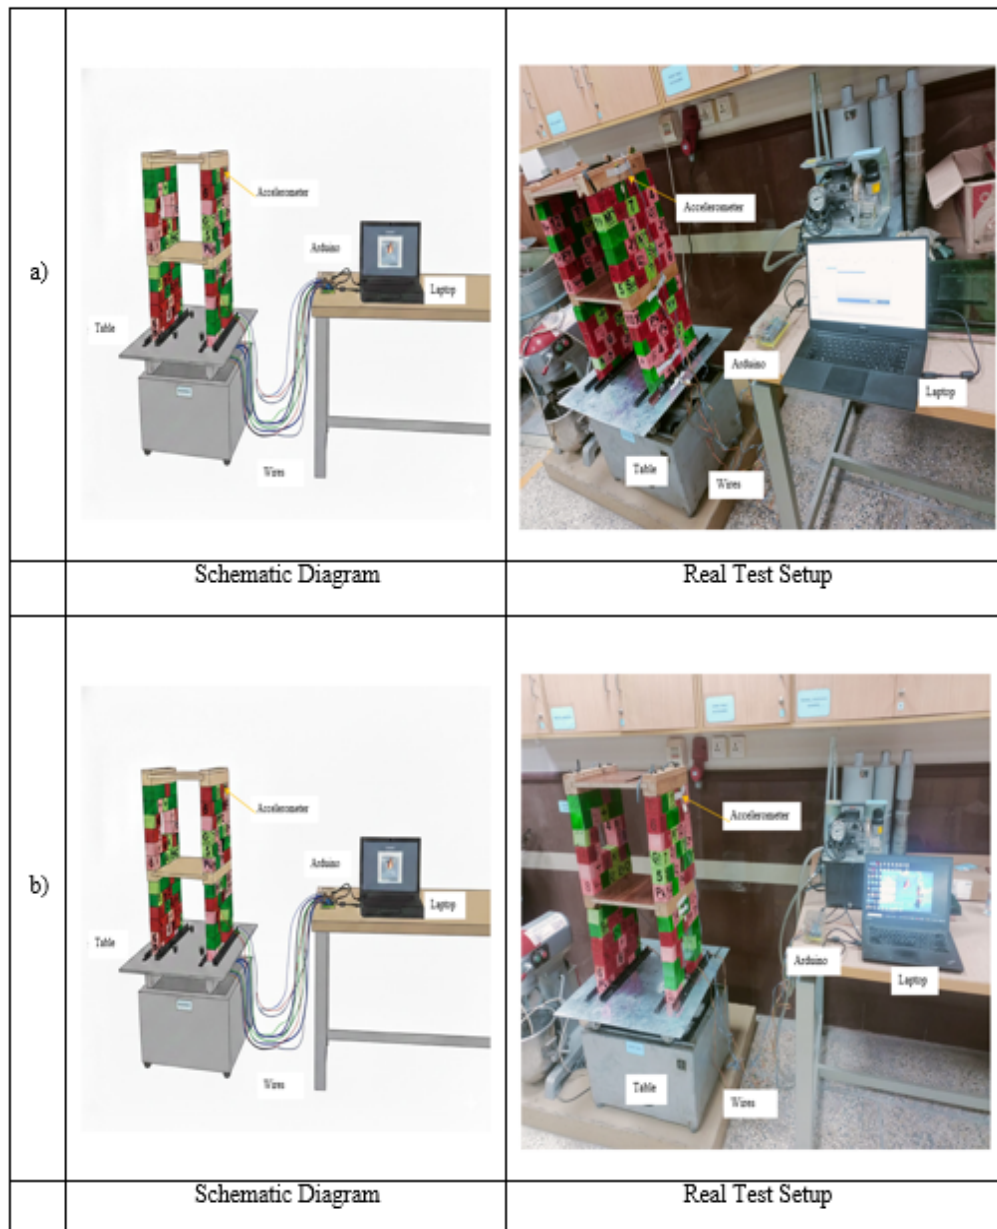 a)
Accelerometer
Arduino
Laptop
Table
Wires
Accelerometer
Arduino
Laptop
Table
Wires
Schematic Diagram
Real Test Setup
b)
Accelerometer
Arduino
Laptop
Table
Wires
Accelerometer
Arduino
Laptop
Table
Wires
Schematic Diagram
Real Test Setup